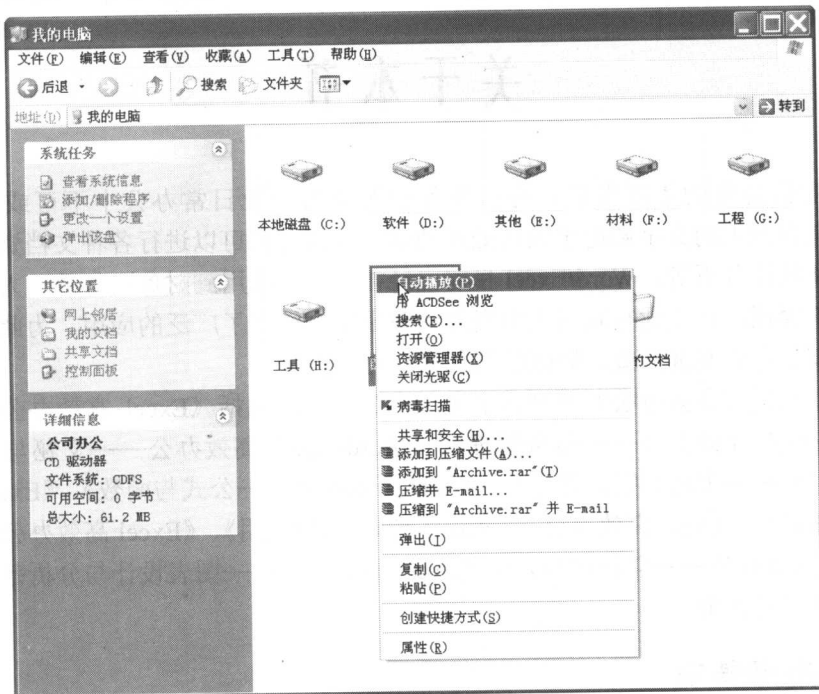 我的电脑
文件(F) 编辑(E) 查看(V) 收藏(A) 工具(T) 帮助(H)
后退 搜索 文件夹
地址(D) 我的电脑 转到
系统任务
查看系统信息
添加/删除程序
更改一个设置
弹出该盘
其它位置
网上邻居
我的文档
共享文档
控制面板
详细信息
公司办公
CD 驱动器
文件系统: CDFS
可用空间: 0 字节
总大小: 61.2 MB
本地磁盘 (C:) 软件 (D:) 其他 (E:) 材料 (F:) 工程 (G:)
工具 (H:) 的文档
自动播放(P)
用 ACDSee 浏览
搜索(E)...
打开(O)
资源管理器(X)
关闭光驱(C)
病毒扫描
共享和安全(H)...
添加到压缩文件(A)...
添加到 "Archive.rar"(T)
压缩并 E-mail...
压缩到 "Archive.rar" 并 E-mail
弹出(J)
复制(C)
粘贴(P)
创建快捷方式(S)
属性(R)